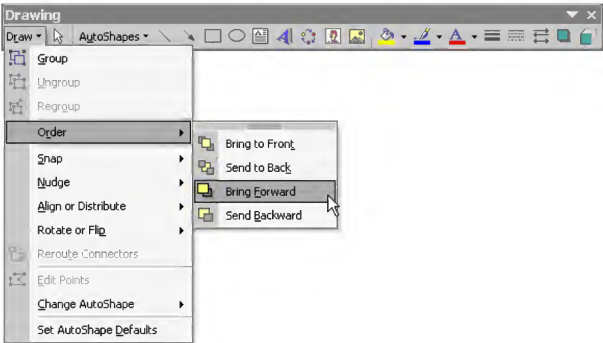 Drawing
Draw AutoShapes
Group
Ungroup
Regroup
Order
Snap
Nudge
Align or Distribute
Rotate or Flip
Reroute Connectors
Edit Points
Change AutoShape
Set AutoShape Defaults
Bring to Front
Send to Back
Bring Forward
Send Backward